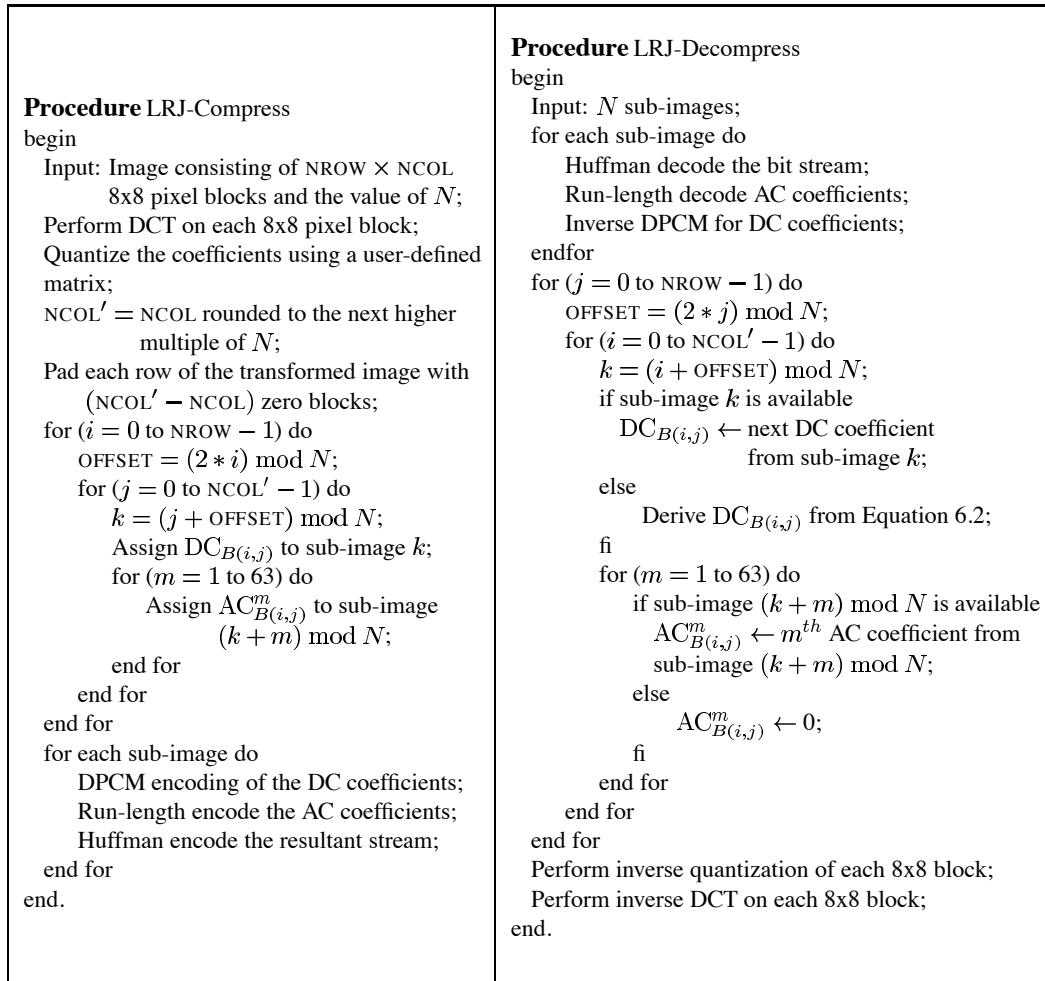 Procedure LRJ-Compress
begin
Input: Image consisting of NROW × NCOL
8x8 pixel blocks and the value of N;
Perform DCT on each 8x8 pixel block;
Quantize the coefficients using a user-defined
matrix;
NCOL′ = NCOL rounded to the next higher
multiple of N;
Pad each row of the transformed image with
(NCOL′ − NCOL) zero blocks;
for (i = 0 to NROW − 1) do
OFFSET = (2 * i) mod N;
for (j = 0 to NCOL′ − 1) do
k = (j + OFFSET) mod N;
Assign DC_{B(i,j)} to sub-image k;
for (m = 1 to 63) do
Assign AC^m_{B(i,j)} to sub-image
(k + m) mod N;
end for
end for
end for
for each sub-image do
DPCM encoding of the DC coefficients;
Run-length encode the AC coefficients;
Huffman encode the resultant stream;
end for
end.
Procedure LRJ-Decompress
begin
Input: N sub-images;
for each sub-image do
Huffman decode the bit stream;
Run-length decode AC coefficients;
Inverse DPCM for DC coefficients;
endfor
for (j = 0 to NROW − 1) do
OFFSET = (2 * j) mod N;
for (i = 0 to NCOL′ − 1) do
k = (i + OFFSET) mod N;
if sub-image k is available
DC_{B(i,j)} ← next DC coefficient
from sub-image k;
else
Derive DC_{B(i,j)} from Equation 6.2;
fi
for (m = 1 to 63) do
if sub-image (k + m) mod N is available
AC^m_{B(i,j)} ← m^{th} AC coefficient from
sub-image (k + m) mod N;
else
AC^m_{B(i,j)} ← 0;
fi
end for
end for
end for
Perform inverse quantization of each 8x8 block;
Perform inverse DCT on each 8x8 block;
end.